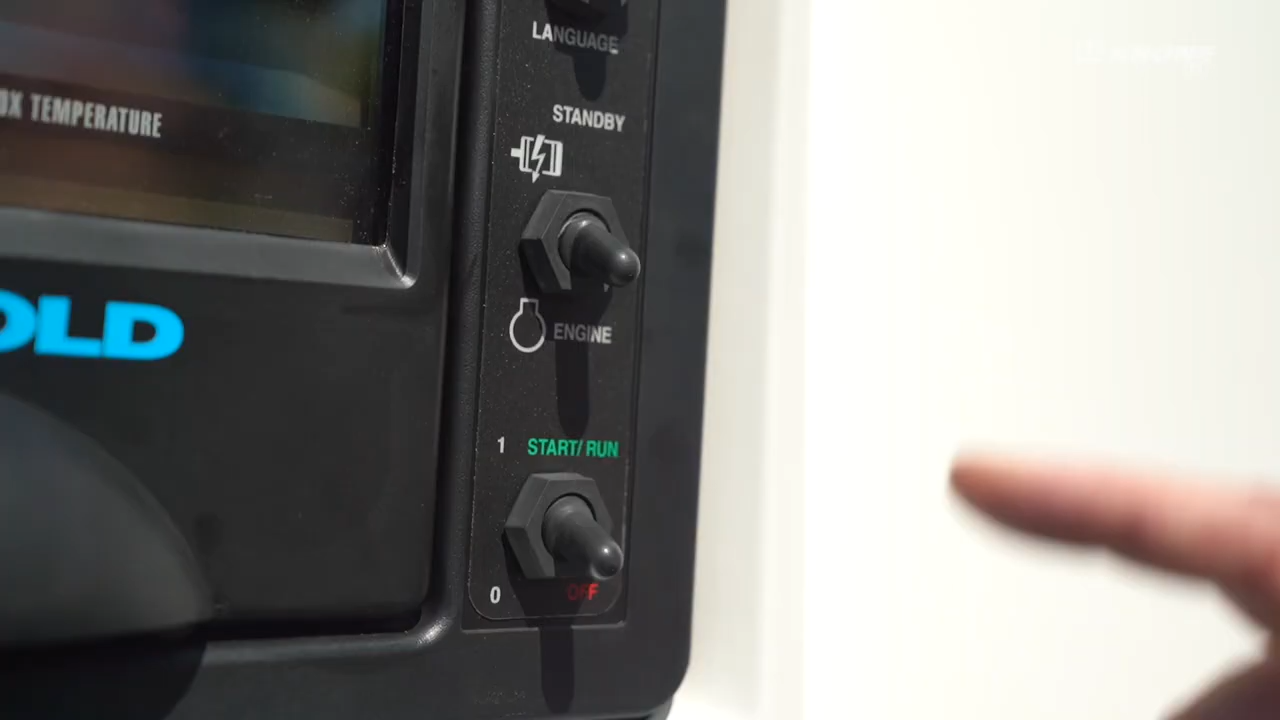 LANGUAGE
STANDBY
OX TEMPERATURE
OLD
ENGINE
1 START/RUN
0 OFF